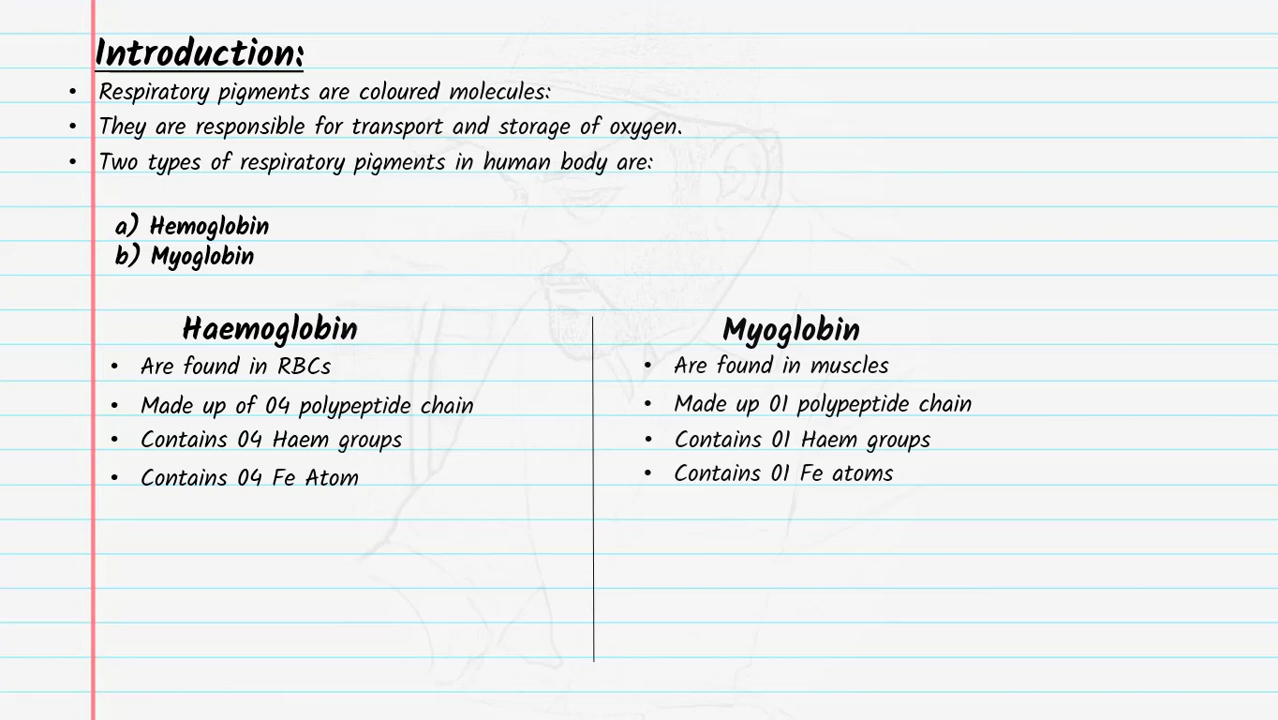 Introduction:
• Respiratory pigments are coloured molecules:
• They are responsible for transport and storage of oxygen.
• Two types of respiratory pigments in human body are:
a) Hemoglobin
b) Myoglobin
Haemoglobin
• Are found in RBCs
• Made up of 04 polypeptide chain
• Contains 04 Haem groups
• Contains 04 Fe Atom
Myoglobin
• Are found in muscles
• Made up 01 polypeptide chain
• Contains 01 Haem groups
• Contains 01 Fe atoms